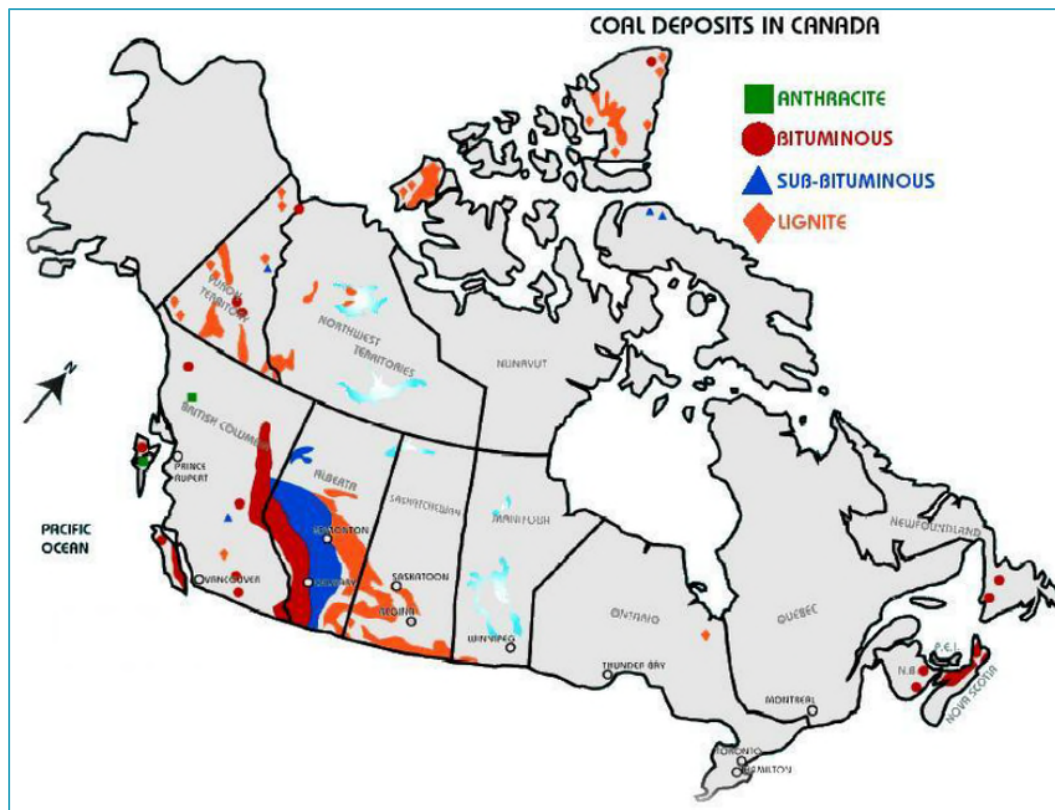 COAL DEPOSITS IN CANADA
ANTHRACITE
BITUMINOUS
SUB-BITUMINOUS
LIGNITE
N
YUKON
TERRITORY
NORTHWEST
TERRITORIES
NUNAVUT
BRITISH COLUMBIA
PRINCE
RUPERT
ALBERTA
SASKATCHEWAN
MANITOBA
NEWFOUNDLAND
PACIFIC
OCEAN
EDMONTON
VANCOUVER
CALGARY
SASKATOON
REGINA
WINNIPEG
ONTARIO
QUEBEC
THUNDER BAY
MONTREAL
P.E.I.
N.B
NOVA SCOTIA
TORONTO
HAMILTON